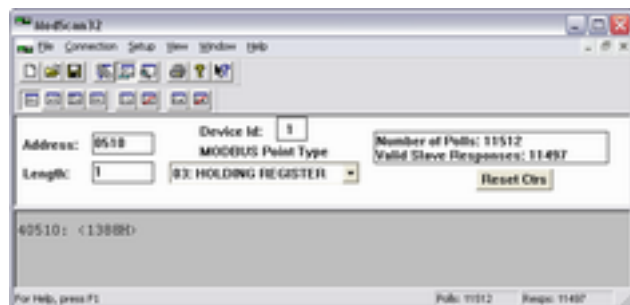 ModScan32
File Connection Setup View Window Help
Address: 0510
Device Id: 1
MODBUS Point Type
Number of Polls: 11512
Valid Slave Responses: 11497
Length: 1
03: HOLDING REGISTER
Reset Ctrs
40510: <1388H>
For Help, press F1
Polls: 11512
Resps: 11497